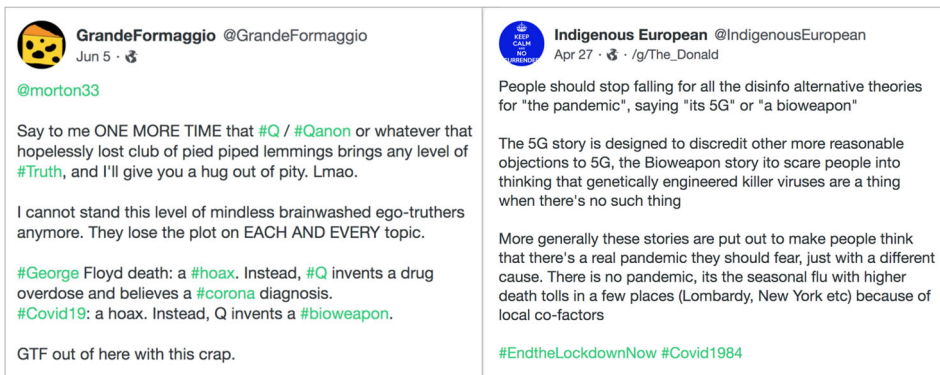 GrandeFormaggio @GrandeFormaggio
Jun 5 ·
@morton33
Say to me ONE MORE TIME that #Q / #Qanon or whatever that
hopelessly lost club of pied piped lemmings brings any level of
#Truth, and I'll give you a hug out of pity. Lmao.
I cannot stand this level of mindless brainwashed ego-truthers
anymore. They lose the plot on EACH AND EVERY topic.
#George Floyd death: a #hoax. Instead, #Q invents a drug
overdose and believes a #corona diagnosis.
#Covid19: a hoax. Instead, Q invents a #bioweapon.
GTF out of here with this crap.
KEEP
CALM
AND
NO
SURRENDER
Indigenous European @IndigenousEuropean
Apr 27 · · /g/The_Donald
People should stop falling for all the disinfo alternative theories
for "the pandemic", saying "its 5G" or "a bioweapon"
The 5G story is designed to discredit other more reasonable
objections to 5G, the Bioweapon story ito scare people into
thinking that genetically engineered killer viruses are a thing
when there's no such thing
More generally these stories are put out to make people think
that there's a real pandemic they should fear, just with a different
cause. There is no pandemic, its the seasonal flu with higher
death tolls in a few places (Lombardy, New York etc) because of
local co-factors
#EndtheLockdownNow #Covid1984